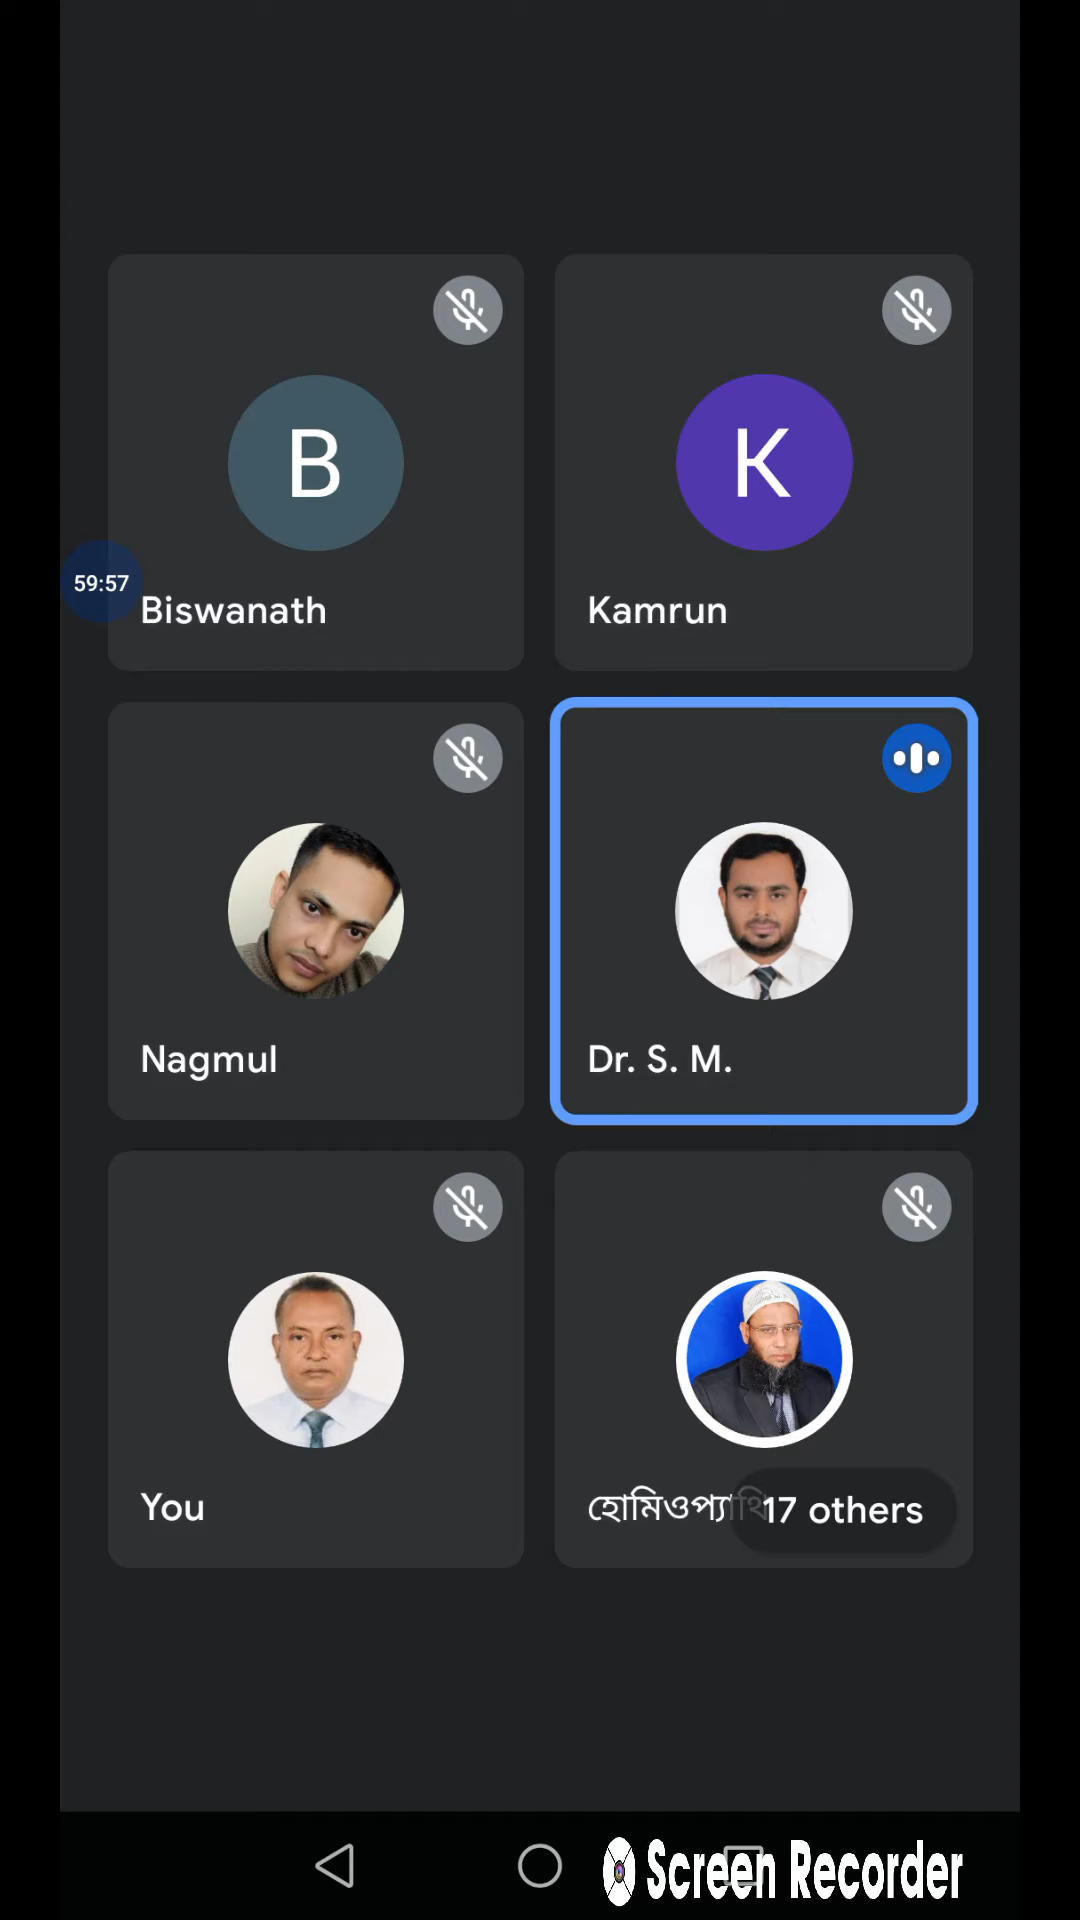 B
K
59:57
Biswanath
Kamrun
Nagmul
Dr. S. M.
You
হোমিওপ্যাথি
17 others
Screen Recorder